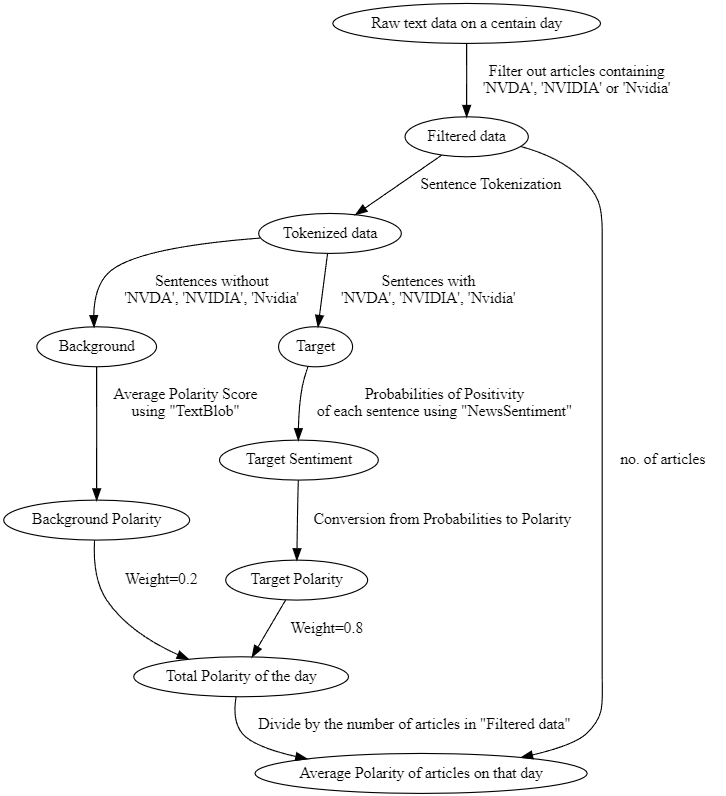 Raw text data on a centain day
Filter out articles containing
'NVDA', 'NVIDIA' or 'Nvidia'
Filtered data
Sentence Tokenization
Tokenized data
Sentences without
'NVDA', 'NVIDIA', 'Nvidia'
Sentences with
'NVDA', 'NVIDIA', 'Nvidia'
Background
Target
Average Polarity Score
using "TextBlob"
Probabilities of Positivity
of each sentence using "NewsSentiment"
Target Sentiment
no. of articles
Background Polarity
Conversion from Probabilities to Polarity
Weight=0.2
Target Polarity
Weight=0.8
Total Polarity of the day
Divide by the number of articles in "Filtered data"
Average Polarity of articles on that day